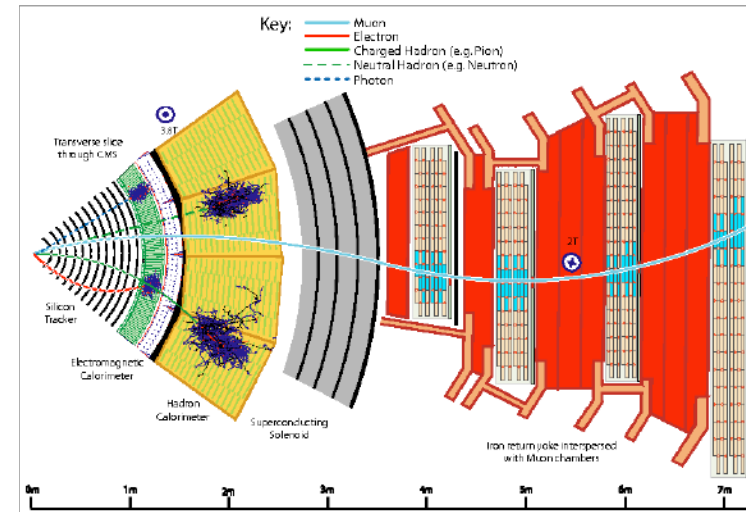 Key:
Muon
Electron
Charged Hadron (e.g. Pion)
Neutral Hadron (e.g. Neutron)
Photon
3.8T
Transverse slice
through CMS
2T
Silicon
Tracker
Electromagnetic
Calorimeter
Hadron
Calorimeter
Superconducting
Solenoid
Iron return yoke interspersed
with Muon chambers
0m 1m 2m 3m 4m 5m 6m 7m